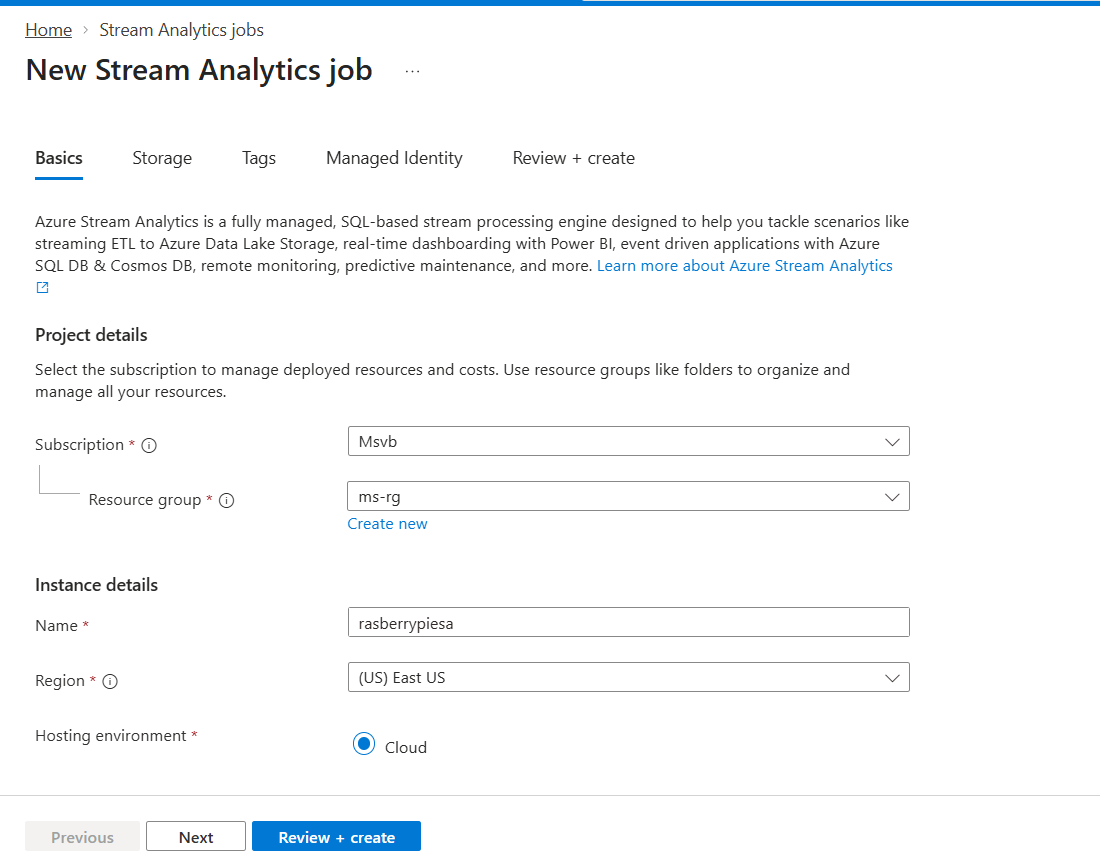 Home > Stream Analytics jobs
New Stream Analytics job ...
Basics Storage Tags Managed Identity Review + create
Azure Stream Analytics is a fully managed, SQL-based stream processing engine designed to help you tackle scenarios like
streaming ETL to Azure Data Lake Storage, real-time dashboarding with Power BI, event driven applications with Azure
SQL DB & Cosmos DB, remote monitoring, predictive maintenance, and more. Learn more about Azure Stream Analytics
Project details
Select the subscription to manage deployed resources and costs. Use resource groups like folders to organize and
manage all your resources.
Subscription * Msvb
Resource group * ms-rg
Create new
Instance details
Name * rasberrypiesa
Region * (US) East US
Hosting environment * Cloud
Previous Next Review + create